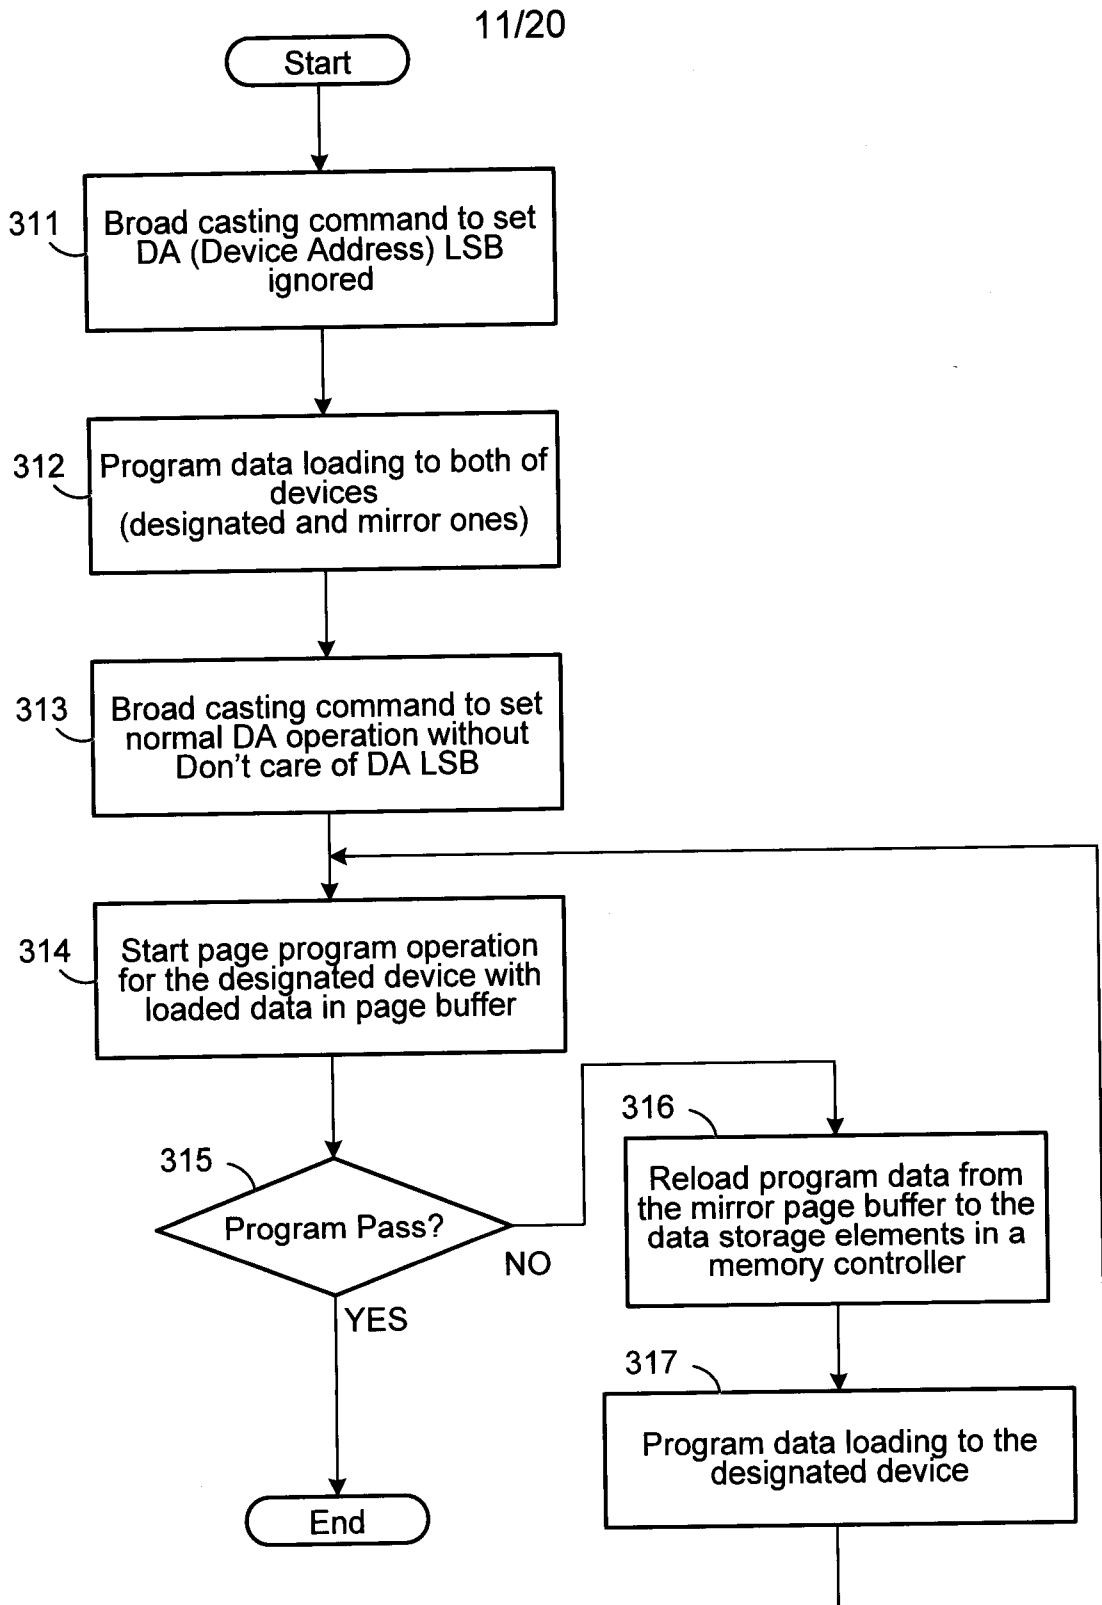 11/20
Start
311
Broad casting command to set
DA (Device Address) LSB
ignored
312
Program data loading to both of
devices
(designated and mirror ones)
313
Broad casting command to set
normal DA operation without
Don't care of DA LSB
314
Start page program operation
for the designated device with
loaded data in page buffer
315
Program Pass?
NO
YES
316
Reload program data from
the mirror page buffer to the
data storage elements in a
memory controller
317
Program data loading to the
designated device
End